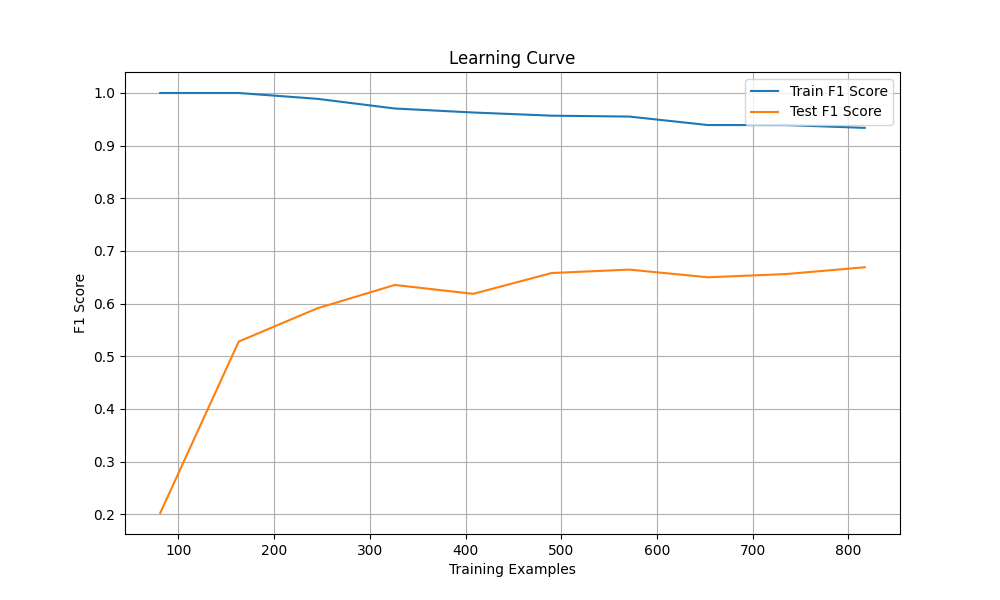 Learning Curve
Train F1 Score
Test F1 Score
1.0
0.9
0.8
0.7
0.6
0.5
0.4
0.3
0.2
F1 Score
100 200 300 400 500 600 700 800
Training Examples